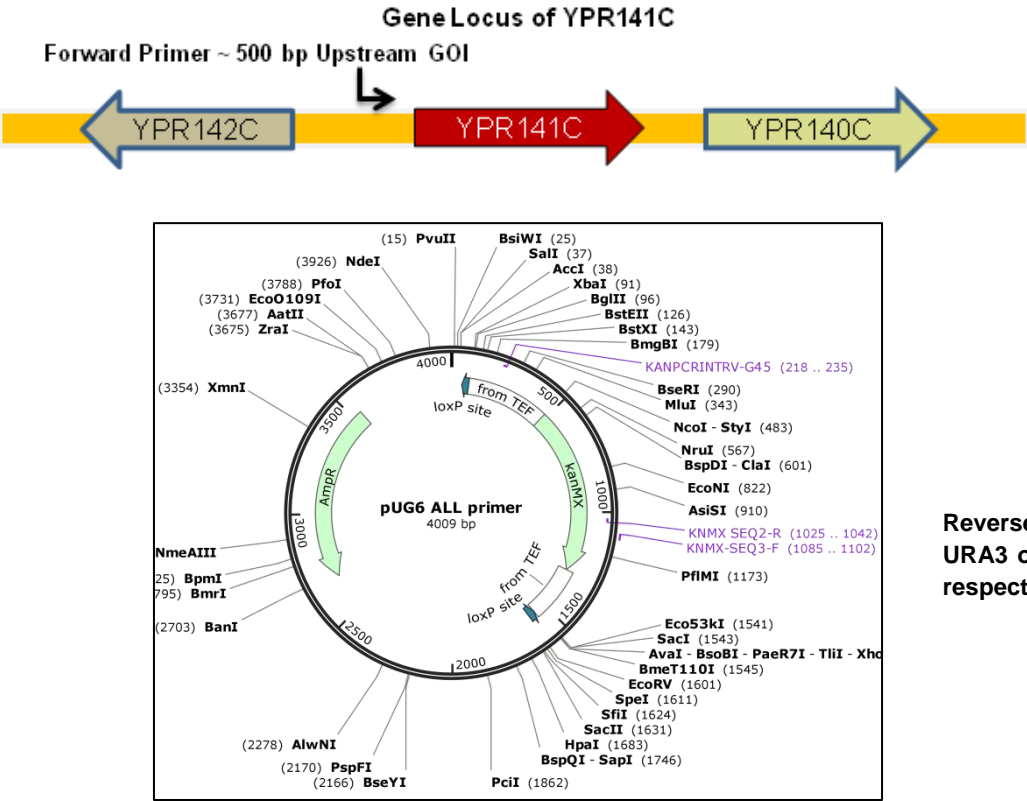 Gene Locus of YPR141C
Forward Primer ~ 500 bp Upstream GOI
YPR142C
YPR141C
YPR140C
(15) PvuII
(3926) NdeI
(3788) PfoI
(3731) EcoO109I
(3677) AatII
(3675) ZraI
(3354) XmnI
NmeAIII
25) BpmI
795) BmrI
(2703) BanI
(2278) AlwNI
(2170) PspFI
(2166) BseYI
BsiWI (25)
SalI (37)
AccI (38)
XbaI (91)
BglII (96)
BstEII (126)
BstXI (143)
BmgBI (179)
KANPCRINTRV-G45 (218 .. 235)
BseRI (290)
MluI (343)
NcoI - StyI (483)
NruI (567)
BspDI - ClaI (601)
EcoNI (822)
AsiSI (910)
KNMX SEQ2-R (1025 .. 1042)
KNMX-SEQ3-F (1085 .. 1102)
PflMI (1173)
Eco53kI (1541)
SacI (1543)
AvaI - BsoBI - PaeR7I - TliI - Xho
BmeT110I (1545)
EcoRV (1601)
SpeI (1611)
SfiI (1624)
SacII (1631)
HpaI (1683)
BspQI - SapI (1746)
PciI (1862)
4000
500
1000
1500
2000
2500
3000
3500
loxP site
from TEF
kanMX
from TEF
loxP site
AmpR
pUG6 ALL primer
4009 bp
Reverse
URA3 o
respect